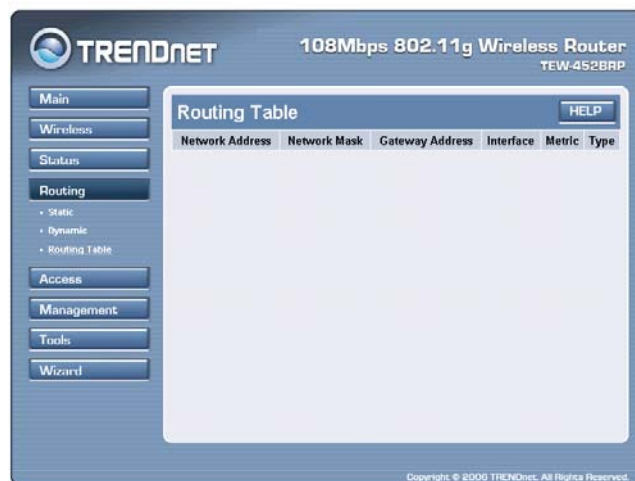 TRENDNET
108Mbps 802.11g Wireless Router
TEW-452BRP
Main
Wireless
Status
Routing
• Static
• Dynamic
• Routing Table
Access
Management
Tools
Wizard
Routing Table
HELP
Network Address Network Mask Gateway Address Interface Metric Type
Copyright © 2006 TRENDnet. All Rights Reserved.